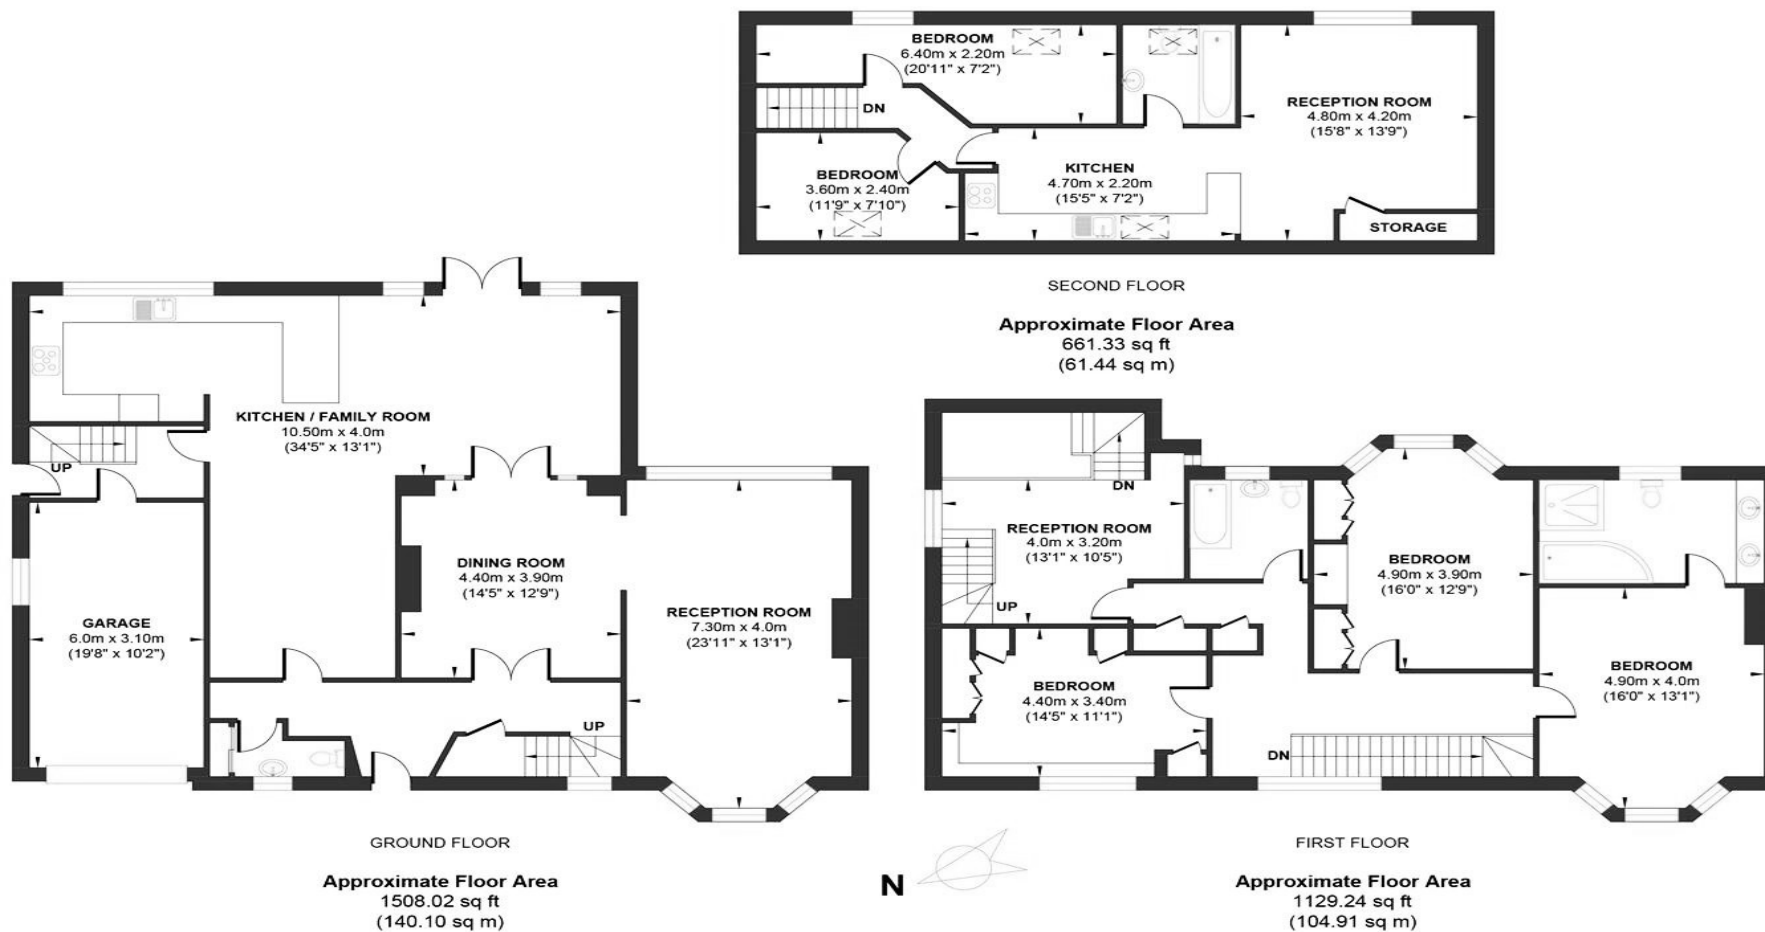 BEDROOM
6.40m x 2.20m
(20'11" x 7'2")
DN
RECEPTION ROOM
4.80m x 4.20m
(15'8" x 13'9")
BEDROOM
3.60m x 2.40m
(11'9" x 7'10")
KITCHEN
4.70m x 2.20m
(15'5" x 7'2")
STORAGE
SECOND FLOOR
Approximate Floor Area
661.33 sq ft
(61.44 sq m)
KITCHEN / FAMILY ROOM
10.50m x 4.0m
(34'5" x 13'1")
UP
DINING ROOM
4.40m x 3.90m
(14'5" x 12'9")
GARAGE
6.0m x 3.10m
(19'8" x 10'2")
RECEPTION ROOM
7.30m x 4.0m
(23'11" x 13'1")
UP
GROUND FLOOR
Approximate Floor Area
1508.02 sq ft
(140.10 sq m)
DN
RECEPTION ROOM
4.0m x 3.20m
(13'1" x 10'5")
UP
BEDROOM
4.90m x 3.90m
(16'0" x 12'9")
BEDROOM
4.40m x 3.40m
(14'5" x 11'1")
BEDROOM
4.90m x 4.0m
(16'0" x 13'1")
DN
FIRST FLOOR
Approximate Floor Area
1129.24 sq ft
(104.91 sq m)
N